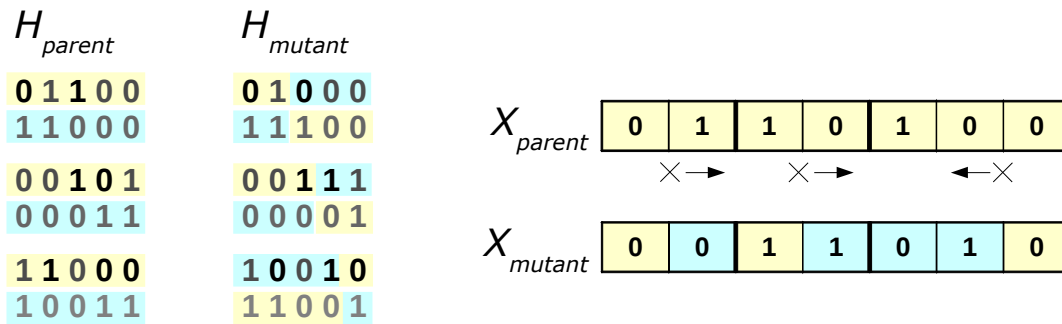 H parent
0 1 1 0 0
1 1 0 0 0
0 0 1 0 1
0 0 0 1 1
1 1 0 0 0
1 0 0 1 1
H mutant
0 1 0 0 0
1 1 1 0 0
0 0 1 1 1
0 0 0 0 1
1 0 0 1 0
1 1 0 0 1
X parent
0 1 1 0 1 0 0
X mutant
0 0 1 1 0 1 0